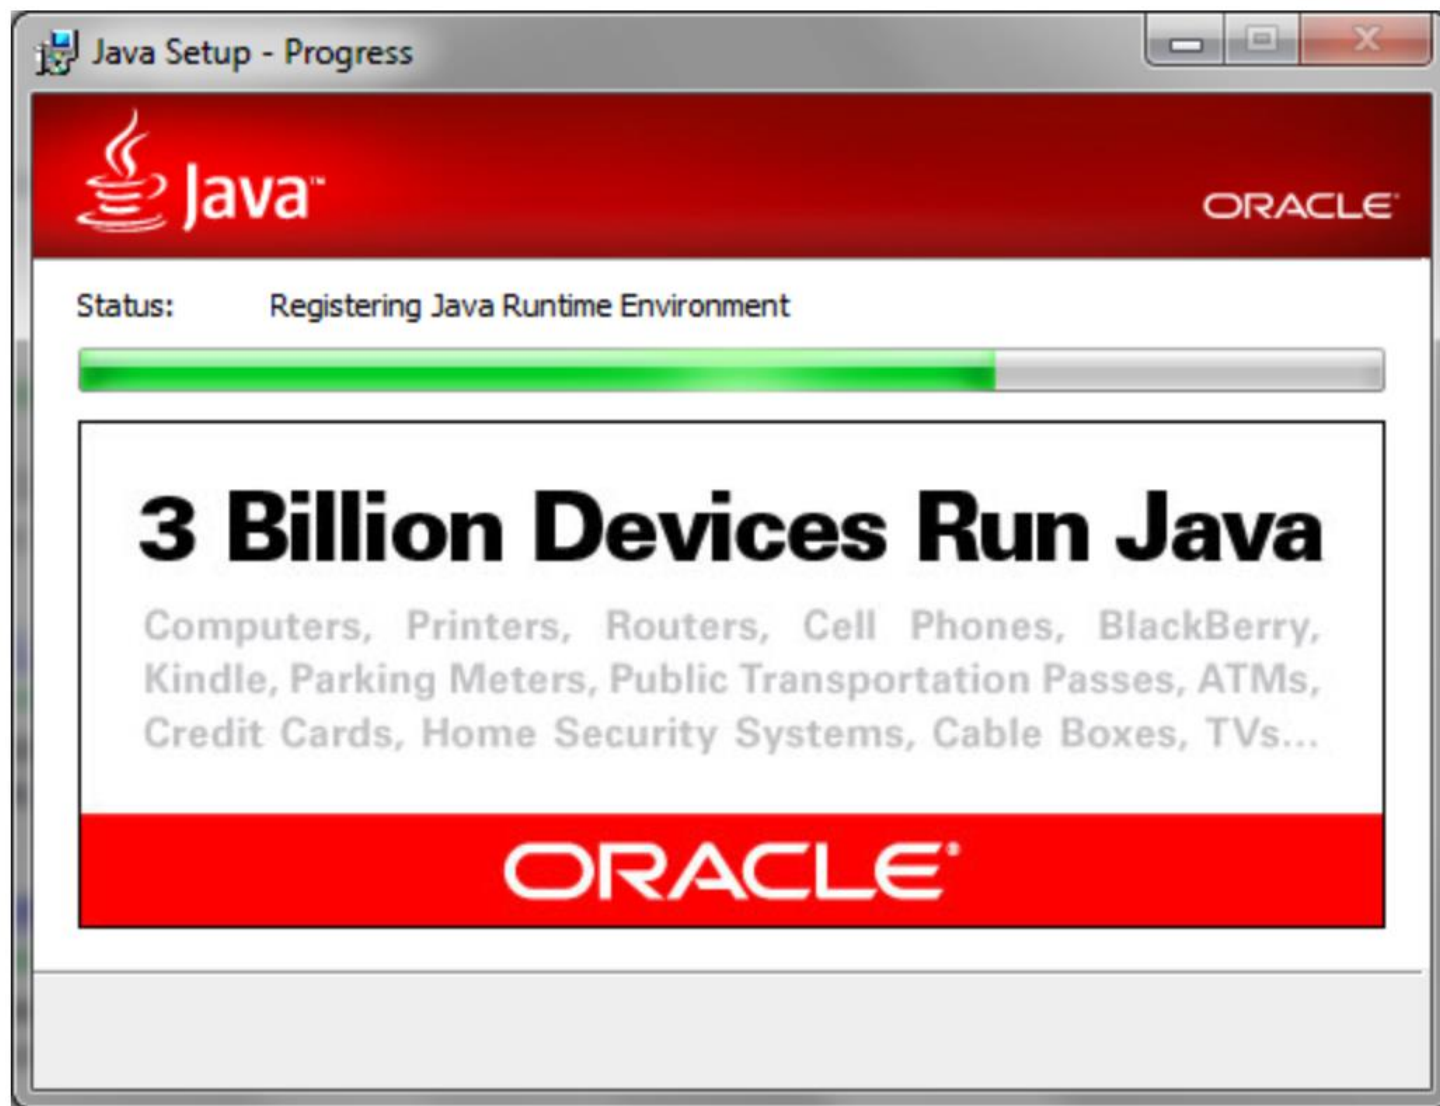 Java Setup - Progress
Java™
ORACLE®
Status: Registering Java Runtime Environment
3 Billion Devices Run Java
Computers, Printers, Routers, Cell Phones, BlackBerry,
Kindle, Parking Meters, Public Transportation Passes, ATMs,
Credit Cards, Home Security Systems, Cable Boxes, TVs...
ORACLE®